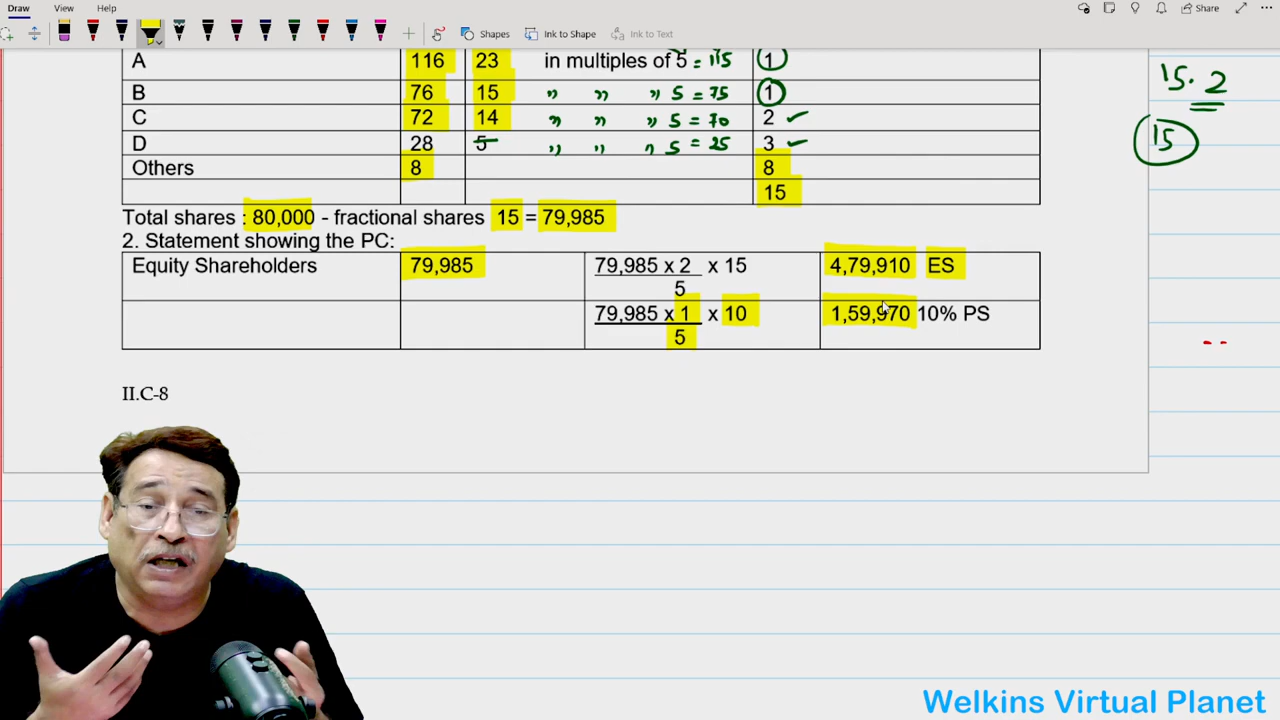 Draw View Help Share
Shapes Ink to Shape Ink to Text
A 116 23 in multiples of 5 = 115 1
B 76 15 " " " 5 = 75 1
C 72 14 " " " 5 = 70 2
D 28 5 " " " 5 = 25 3
Others 8 8
15
15.2
15
Total shares : 80,000 - fractional shares 15 = 79,985
2. Statement showing the PC:
Equity Shareholders 79,985 79,985 x 2 x 15 4,79,910 ES
5
79,985 x 1 x 10 1,59,970 10% PS
5
II.C-8
Welkins Virtual Planet